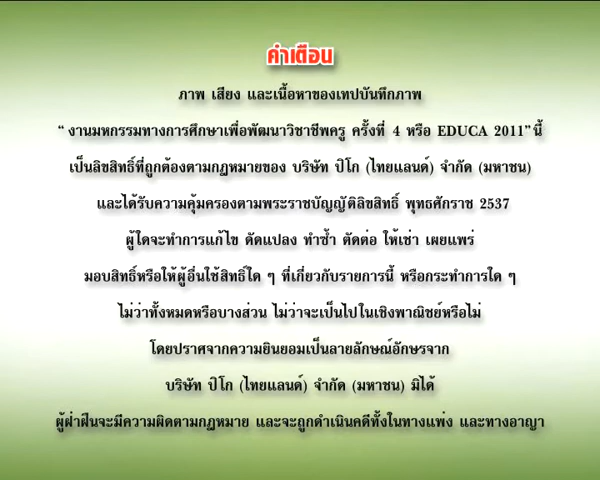 คำเตือน
ภาพ เสียง และเนื้อหาของเทปบันทึกภาพ
“ งานมหกรรมทางการศึกษาเพื่อพัฒนาวิชาชีพครู ครั้งที่ 4 หรือ EDUCA 2011” นี้
เป็นลิขสิทธิ์ที่ถูกต้องตามกฎหมายของ บริษัท ปิโก (ไทยแลนด์) จำกัด (มหาชน)
และได้รับความคุ้มครองตามพระราชบัญญัติลิขสิทธิ์ พุทธศักราช 2537
ผู้ใดจะทำการแก้ไข ดัดแปลง ทำซ้ำ ตัดต่อ ให้เช่า เผยแพร่
มอบสิทธิ์หรือให้ผู้อื่นใช้สิทธิ์ใด ๆ ที่เกี่ยวกับรายการนี้ หรือกระทำการใด ๆ
ไม่ว่าทั้งหมดหรือบางส่วน ไม่ว่าจะเป็นไปในเชิงพาณิชย์หรือไม่
โดยปราศจากความยินยอมเป็นลายลักษณ์อักษรจาก
บริษัท ปิโก (ไทยแลนด์) จำกัด (มหาชน) มิได้
ผู้ฝ่าฝืนจะมีความผิดตามกฎหมาย และจะถูกดำเนินคดีทั้งในทางแพ่ง และทางอาญา